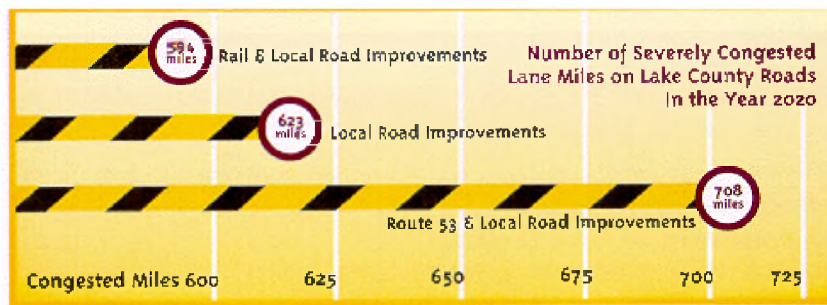 594
miles
Rail & Local Road Improvements
Number of Severely Congested
Lane Miles on Lake County Roads
In the Year 2020
623
miles
Local Road Improvements
708
miles
Route 53 & Local Road Improvements
Congested Miles 600 625 650 675 700 725